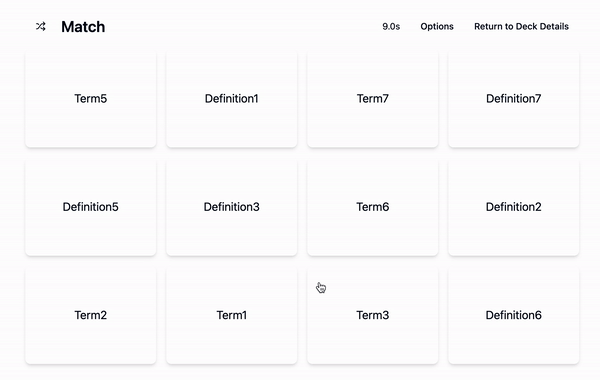 Match 9.0s Options Return to Deck Details
Term5 Definition1 Term7 Definition7
Definition5 Definition3 Term6 Definition2
Term2 Term1 Term3 Definition6